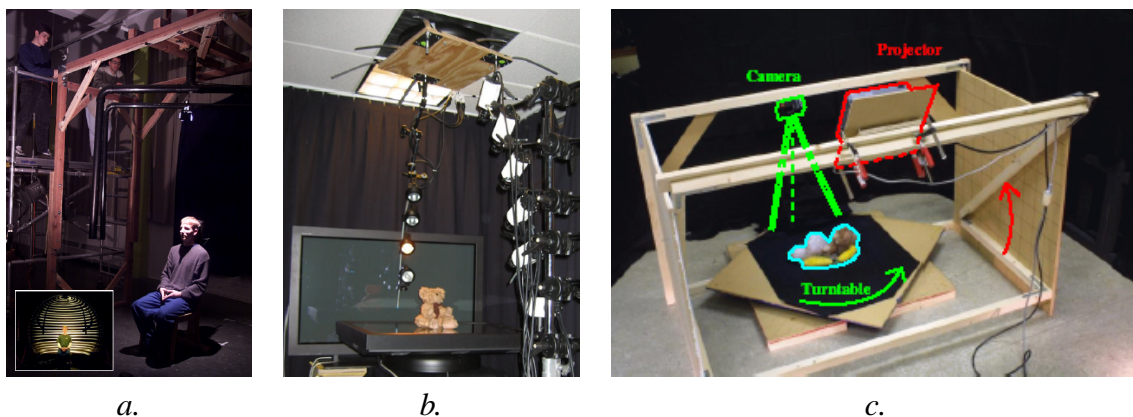 Projector
Camera
Turntable
a.
b.
c.